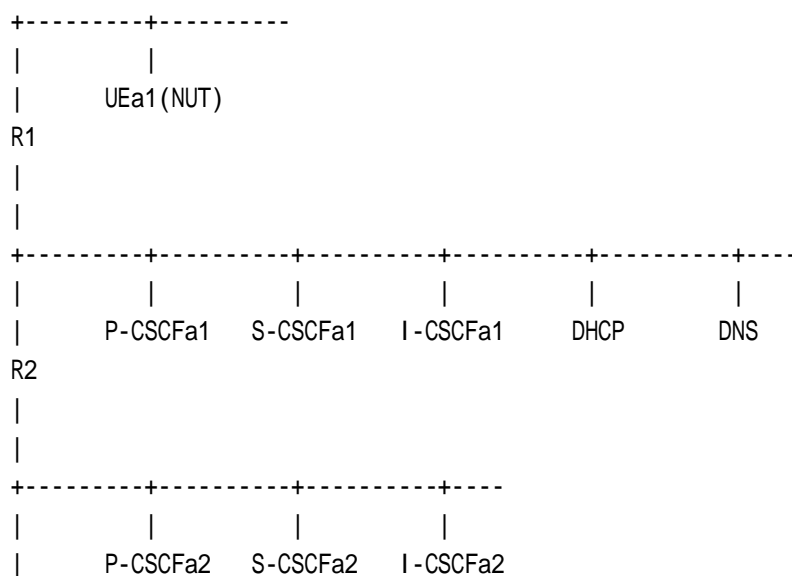 +---------+----------
|         |
|     UEa1(NUT)
R1
|
|
+---------+----------+----------+----------+----------+----
|         |          |          |          |          |
|     P-CSCFa1   S-CSCFa1   I-CSCFa1     DHCP       DNS
R2
|
|
+---------+----------+----------+----
|         |          |          |
|     P-CSCFa2   S-CSCFa2   I-CSCFa2